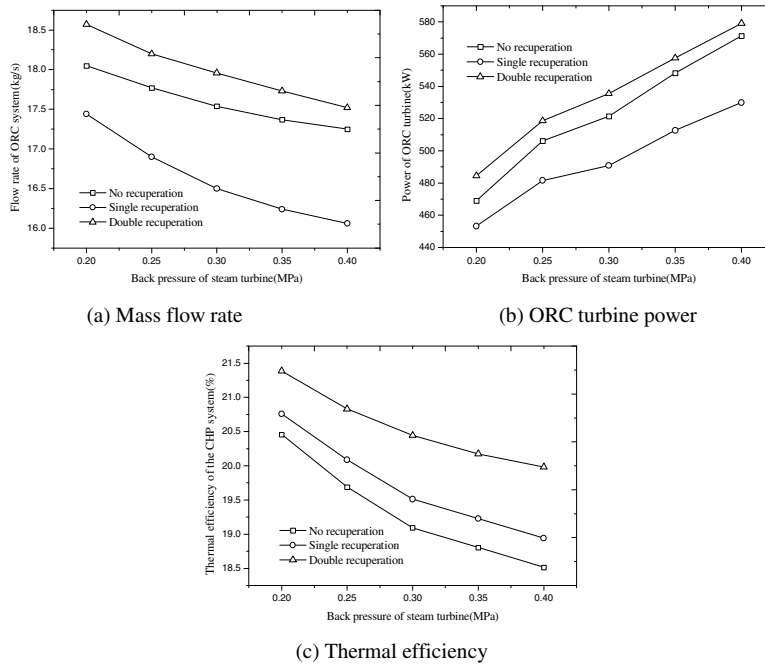 18.5
18.0
17.5
17.0
16.5
16.0
Flow rate of ORC system(kg/s)
No recuperation
Single recuperation
Double recuperation
0.20 0.25 0.30 0.35 0.40
Back pressure of steam turbine(MPa)
(a) Mass flow rate
580
560
540
520
500
480
460
440
Power of ORC turbine(kW)
No recuperation
Single recuperation
Double recuperation
0.20 0.25 0.30 0.35 0.40
Back pressure of steam turbine(MPa)
(b) ORC turbine power
21.5
21.0
20.5
20.0
19.5
19.0
18.5
Thermal efficiency of the CHP system(%)
No recuperation
Single recuperation
Double recuperation
0.20 0.25 0.30 0.35 0.40
Back pressure of steam turbine(MPa)
(c) Thermal efficiency